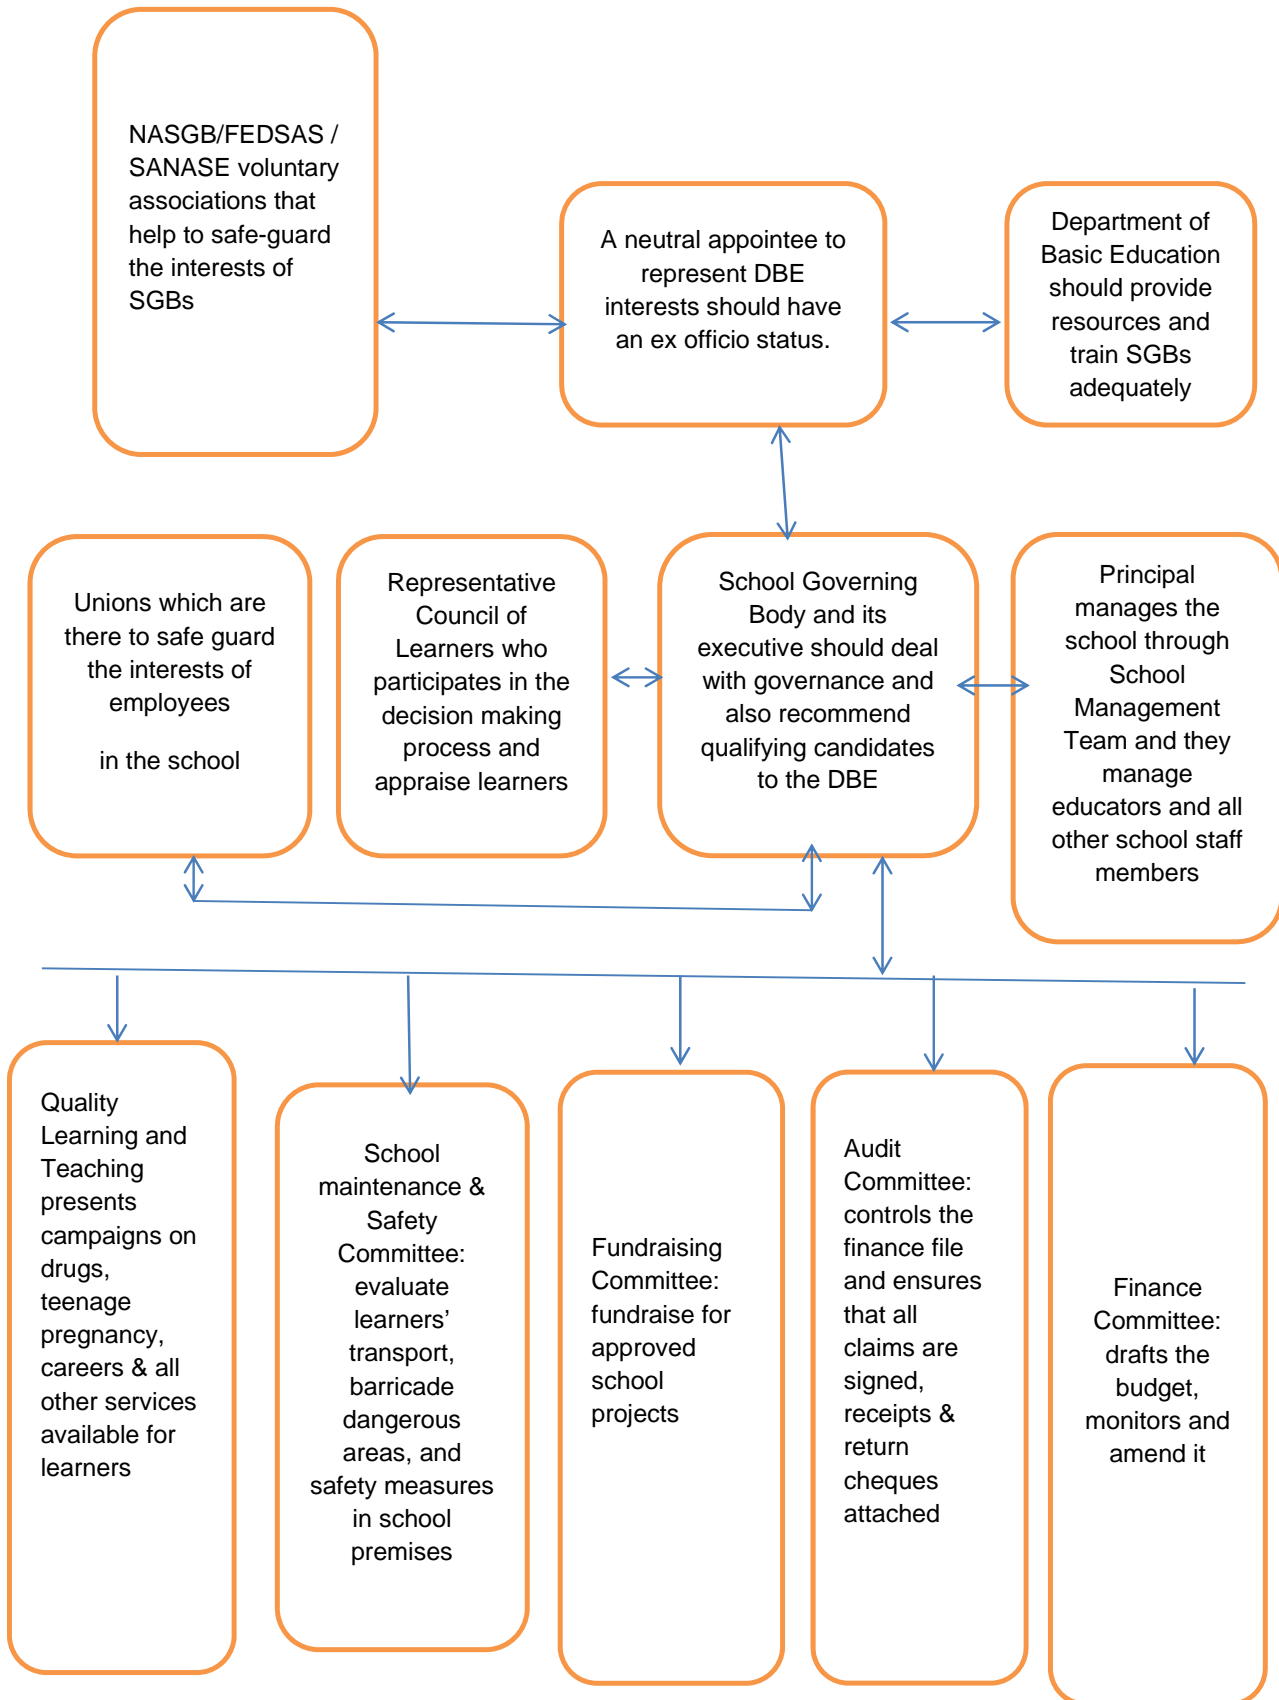 NASGB/FEDSAS /
SANASE voluntary
associations that
help to safe-guard
the interests of
SGBs
A neutral appointee to
represent DBE
interests should have
an ex officio status.
Department of
Basic Education
should provide
resources and
train SGBs
adequately
Unions which are
there to safe guard
the interests of
employees
in the school
Representative
Council of
Learners who
participates in the
decision making
process and
appraise learners
School Governing
Body and its
executive should deal
with governance and
also recommend
qualifying candidates
to the DBE
Principal
manages the
school through
School
Management
Team and they
manage
educators and all
other school staff
members
Quality
Learning and
Teaching
presents
campaigns on
drugs,
teenage
pregnancy,
careers & all
other services
available for
learners
School
maintenance &
Safety
Committee:
evaluate
learners’
transport,
barricade
dangerous
areas, and
safety measures
in school
premises
Fundraising
Committee:
fundraise for
approved
school
projects
Audit
Committee:
controls the
finance file
and ensures
that all
claims are
signed,
receipts &
return
cheques
attached
Finance
Committee:
drafts the
budget,
monitors and
amend it